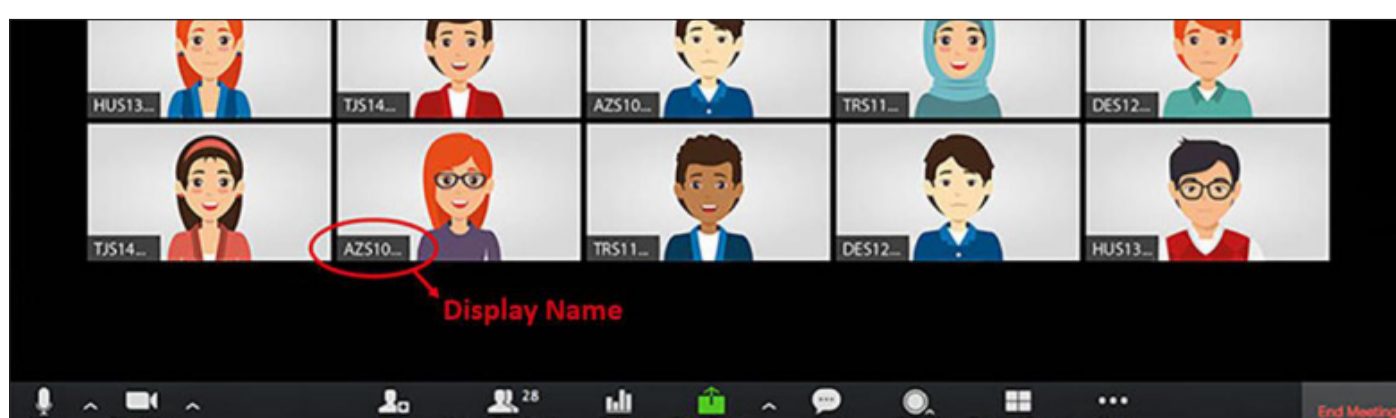 HUS13... TJS14... AZS10... TRS11... DES12...
TJS14... AZS10... TRS11... DES12... HUS13...
Display Name
28
End Meeting